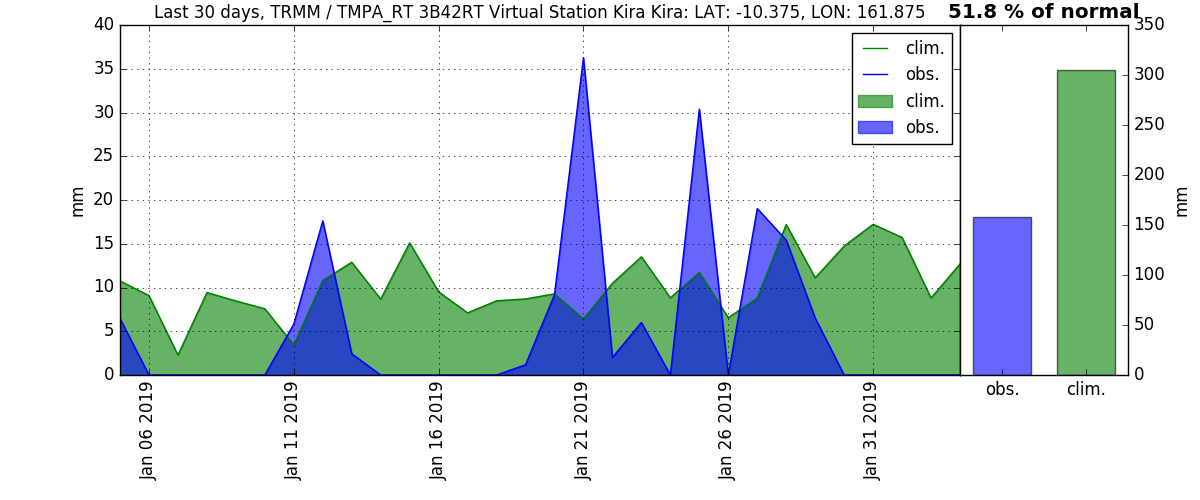 Last 30 days, TRMM / TMPA_RT 3B42RT Virtual Station Kira Kira: LAT: -10.375, LON: 161.875
51.8 % of normal
40
35
30
25
20
15
10
5
0
mm
clim.
obs.
clim.
obs.
Jan 06 2019
Jan 11 2019
Jan 16 2019
Jan 21 2019
Jan 26 2019
Jan 31 2019
350
300
250
200
150
100
50
0
mm
obs.
clim.